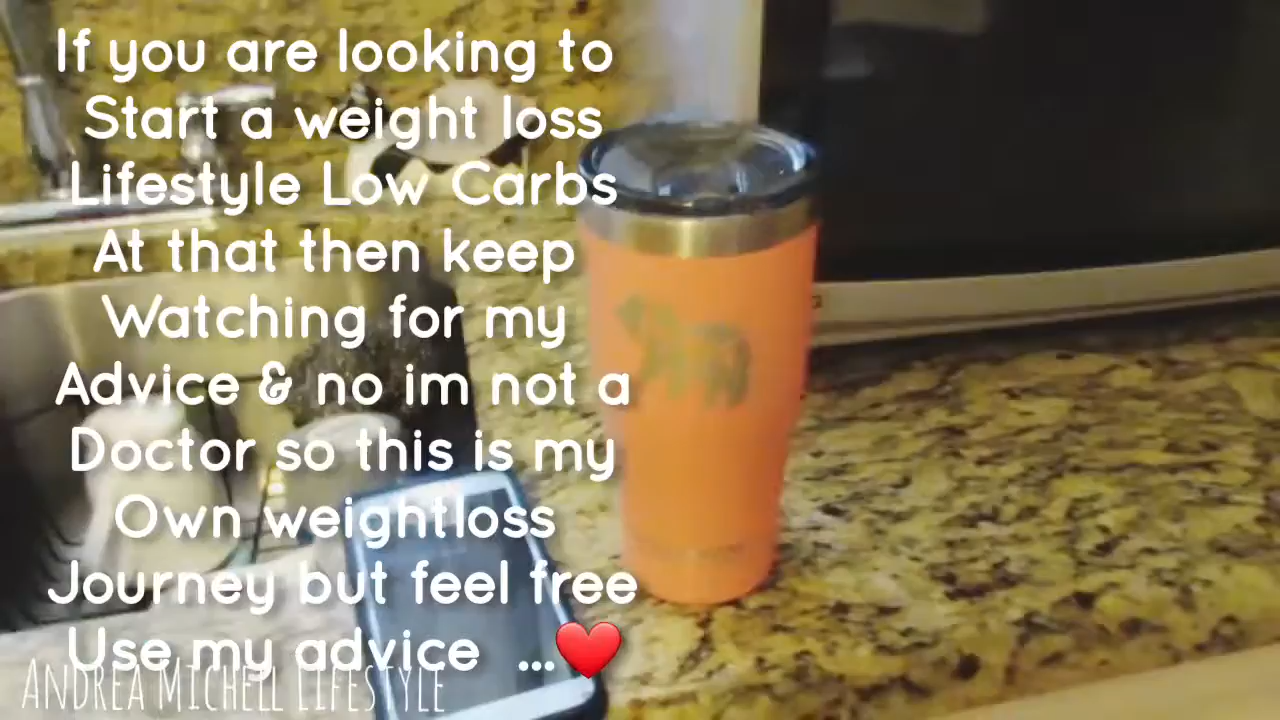 If you are looking to
Start a weight loss
Lifestyle Low Carbs
At that then keep
Watching for my
Advice & no im not a
Doctor so this is my
Own weightloss
Journey but feel free
Use my advice ...❤️
ANDREA MICHELL LIFESTYLE